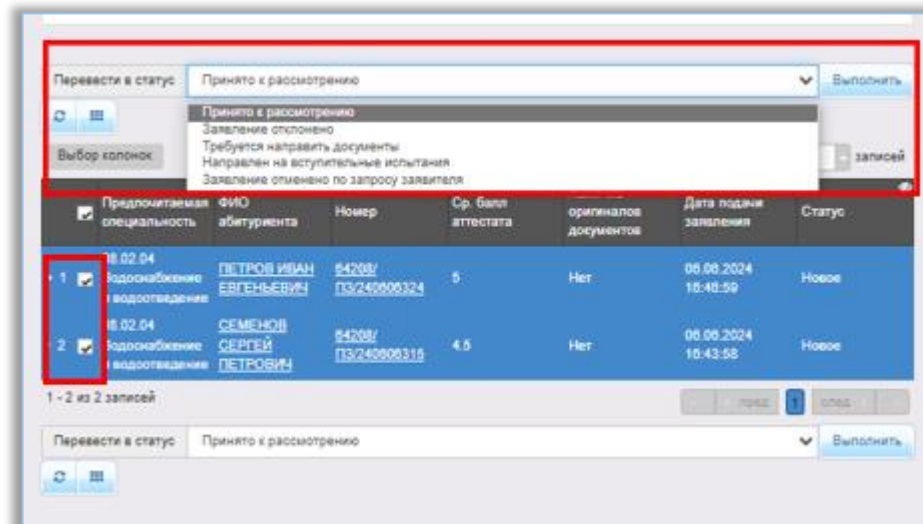 Перевести в статус Принято к рассмотрению Выполнить
Принято к рассмотрению
Заявление отклонено
Требуется направить документы
Направлен на вступительные испытания
Заявление отменено по запросу заявителя
Выбор колонок записей
Предпочитаемая специальность ФИО абитуриента Номер Ср. балл аттестата оригиналов документов Дата подачи заявления Статус
1 08.02.04 Водоснабжение и водоотведение ПЕТРОВ ИВАН ЕВГЕНЬЕВИЧ 64208/ПЗ/240606324 5 Нет 06.06.2024 16:46:59 Новое
2 08.02.04 Водоснабжение и водоотведение СЕМЕНОВ СЕРГЕЙ ПЕТРОВИЧ 64208/ПЗ/240606316 4.5 Нет 06.06.2024 16:43:58 Новое
1 - 2 из 2 записей пред. 1 след.
Перевести в статус Принято к рассмотрению Выполнить